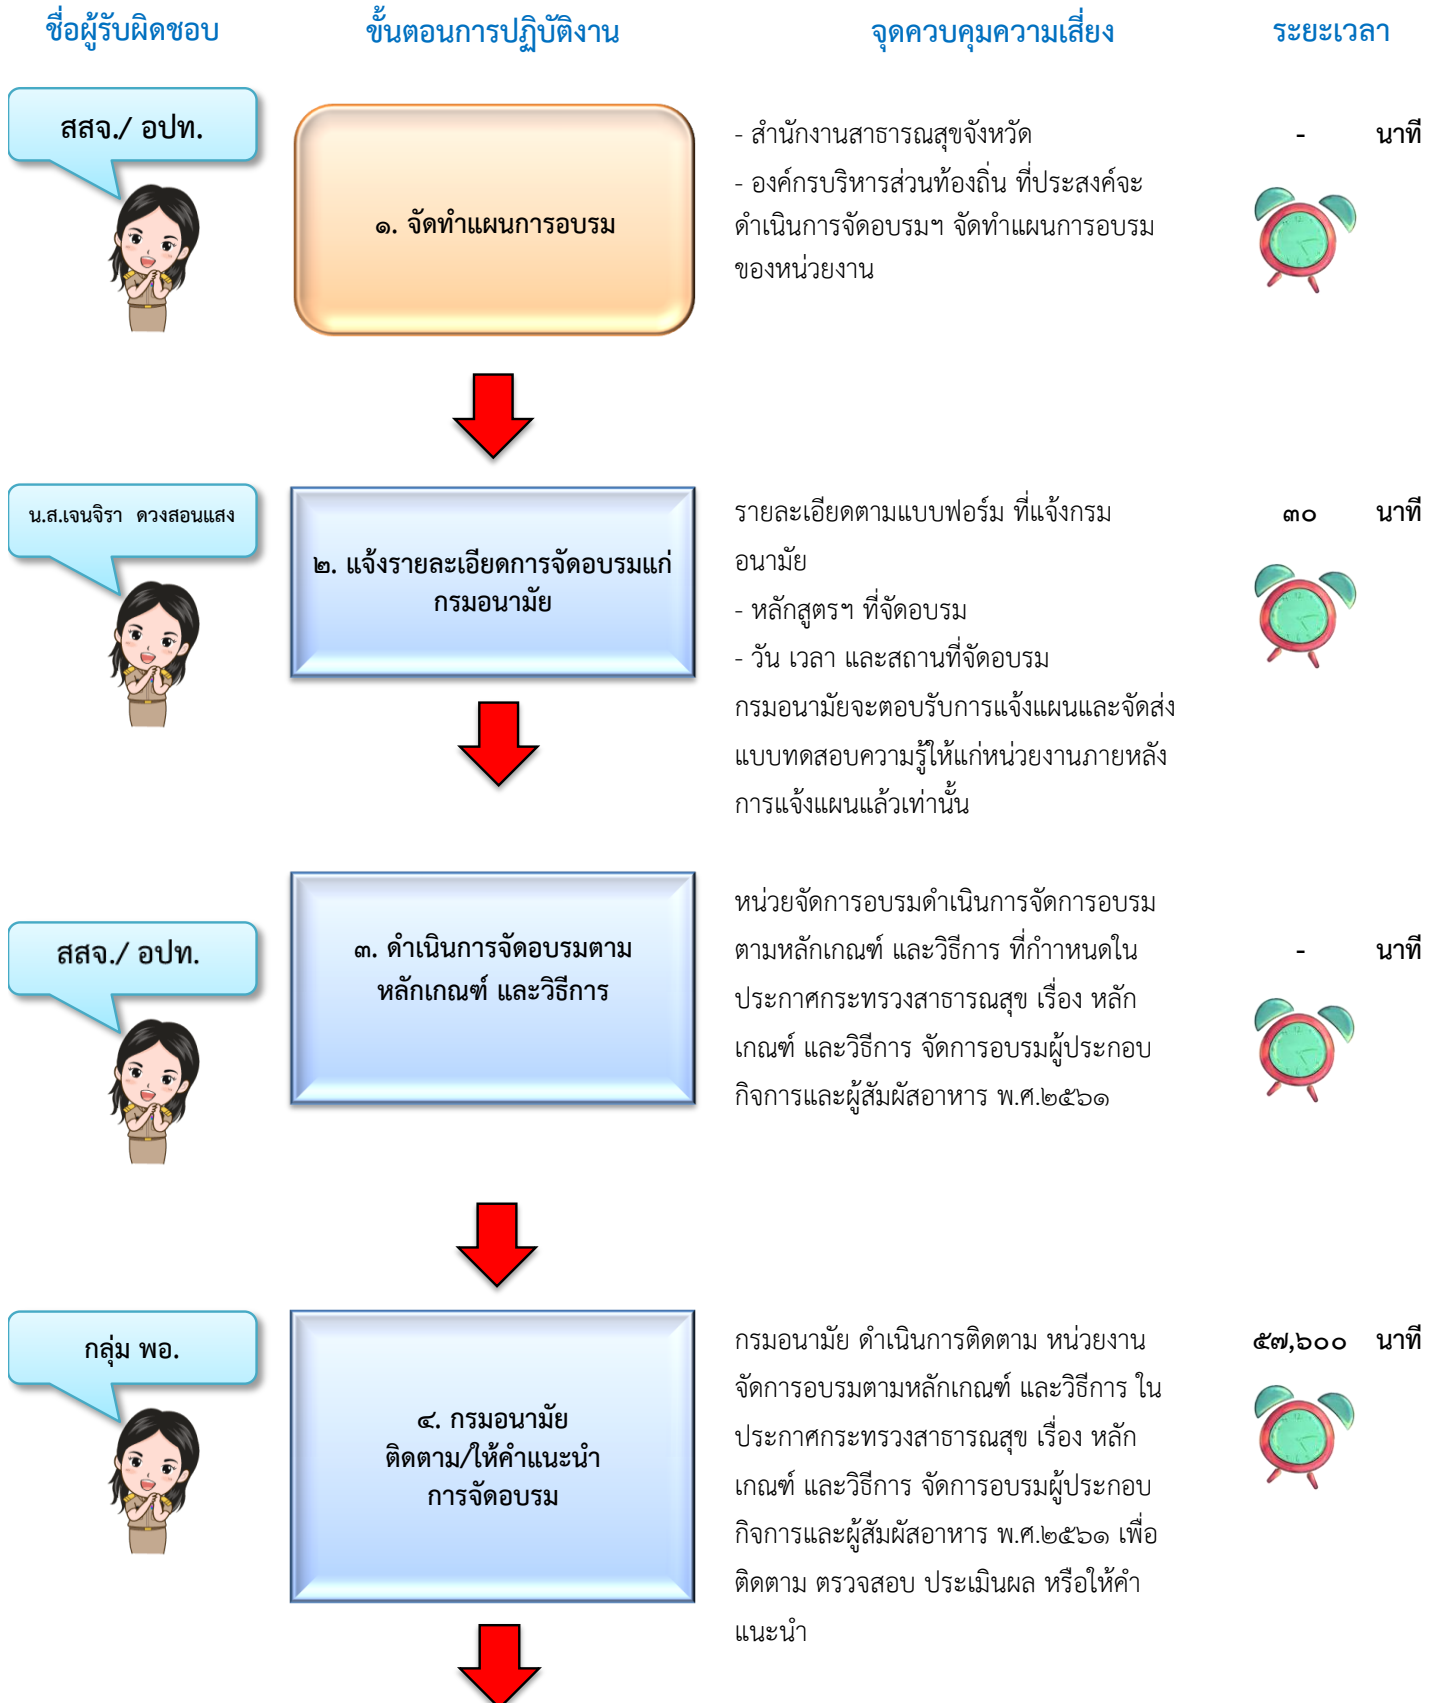 ชื่อผู้รับผิดชอบ ขั้นตอนการปฏิบัติงาน จุดควบคุมความเสี่ยง ระยะเวลา
สสจ./ อปท.
๑. จัดทำแผนการอบรม
- สำนักงานสาธารณสุขจังหวัด
- องค์กรบริหารส่วนท้องถิ่น ที่ประสงค์จะ
ดำเนินการจัดอบรมฯ จัดทำแผนการอบรม
ของหน่วยงาน
- นาที
น.ส.เจนจิรา ดวงสอนแสง
๒. แจ้งรายละเอียดการจัดอบรมแก่
กรมอนามัย
รายละเอียดตามแบบฟอร์ม ที่แจ้งกรม
อนามัย
- หลักสูตรฯ ที่จัดอบรม
- วัน เวลา และสถานที่จัดอบรม
กรมอนามัยจะตอบรับการแจ้งแผนและจัดส่ง
แบบทดสอบความรู้ให้แก่หน่วยงานภายหลัง
การแจ้งแผนแล้วเท่านั้น
๓๐ นาที
สสจ./ อปท.
๓. ดำเนินการจัดอบรมตาม
หลักเกณฑ์ และวิธีการ
หน่วยจัดการอบรมดำเนินการจัดการอบรม
ตามหลักเกณฑ์ และวิธีการ ที่กำาหนดใน
ประกาศกระทรวงสาธารณสุข เรื่อง หลัก
เกณฑ์ และวิธีการ จัดการอบรมผู้ประกอบ
กิจการและผู้สัมผัสอาหาร พ.ศ.๒๕๖๑
- นาที
กลุ่ม พอ.
๔. กรมอนามัย
ติดตาม/ให้คำแนะนำ
การจัดอบรม
กรมอนามัย ดำเนินการติดตาม หน่วยงาน
จัดการอบรมตามหลักเกณฑ์ และวิธีการ ใน
ประกาศกระทรวงสาธารณสุข เรื่อง หลัก
เกณฑ์ และวิธีการ จัดการอบรมผู้ประกอบ
กิจการและผู้สัมผัสอาหาร พ.ศ.๒๕๖๑ เพื่อ
ติดตาม ตรวจสอบ ประเมินผล หรือให้คำ
แนะนำ
๕๗,๖๐๐ นาที